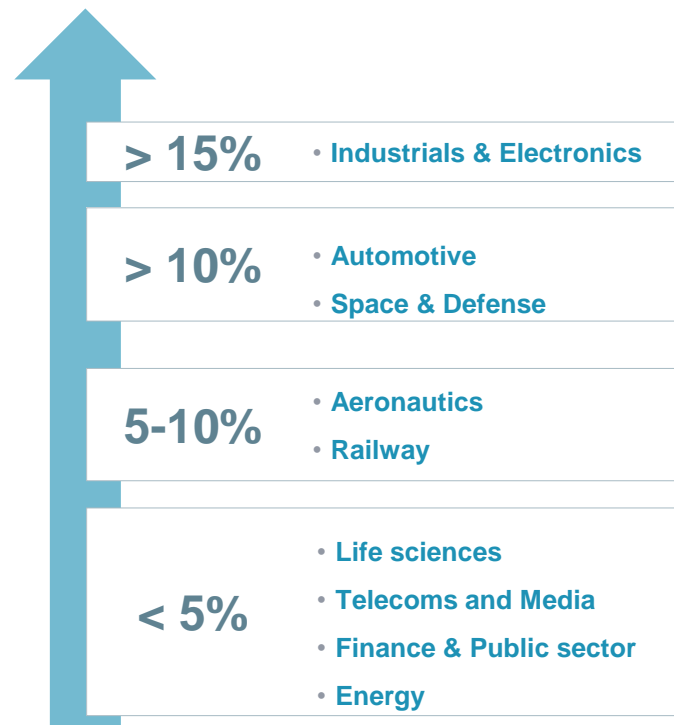 > 15%
• Industrials & Electronics
> 10%
• Automotive
• Space & Defense
5-10%
• Aeronautics
• Railway
< 5%
• Life sciences
• Telecoms and Media
• Finance & Public sector
• Energy